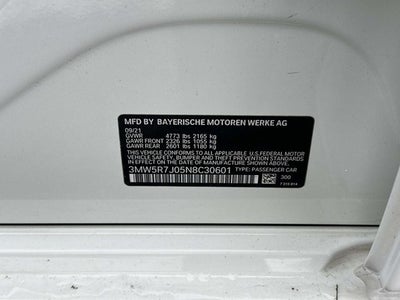 MFD BY BAYERISCHE MOTOREN WERKE AG
09/21
GVWR 4773 lbs 2165 kg
GAWR FRONT 2326 lbs 1055 kg
GAWR REAR 2601 lbs 1180 kg
THIS VEHICLE CONFORMS TO ALL APPLICABLE
U.S. FEDERAL MOTOR VEHICLE SAFETY,
BUMPER, AND THEFT PREVENTION STANDARDS
IN EFFECT ON THE DATE OF MANUFACTURE SHOWN ABOVE.
3MW5R7J05N8C30601 TYPE: PASSENGER CAR
300